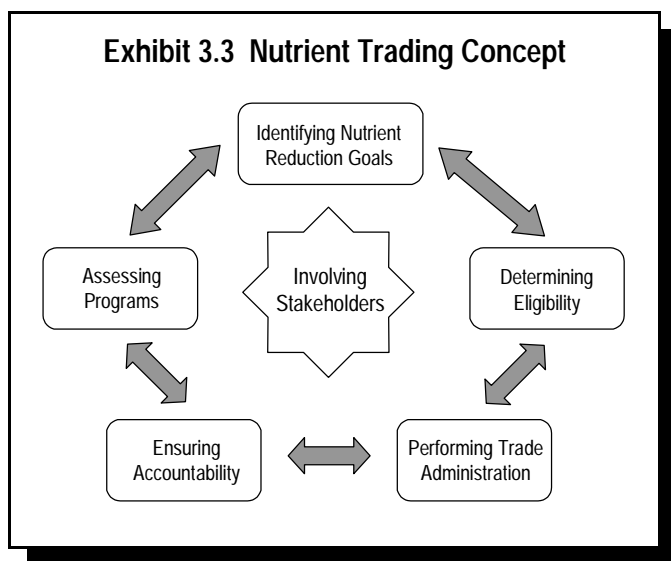 Exhibit 3.3 Nutrient Trading Concept
Identifying Nutrient
Reduction Goals
Assessing
Programs
Involving
Stakeholders
Determining
Eligibility
Ensuring
Accountability
Performing Trade
Administration